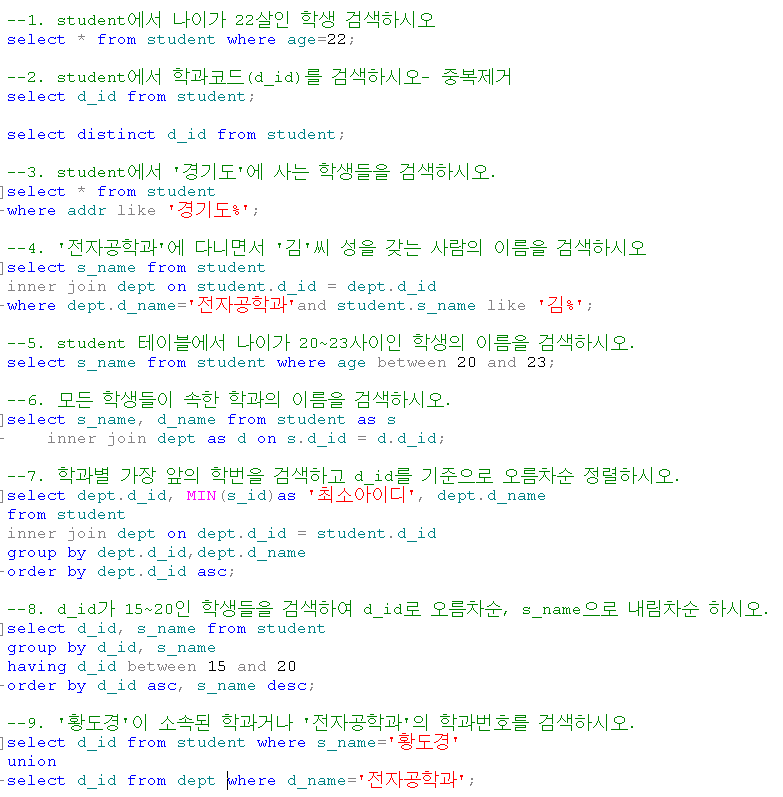 --1. student에서 나이가 22살인 학생 검색하시오
select * from student where age=22;
--2. student에서 학과코드(d_id)를 검색하시오- 중복제거
select d_id from student;
select distinct d_id from student;
--3. student에서 '경기도'에 사는 학생들을 검색하시오.
select * from student
where addr like '경기도%';
--4. '전자공학과'에 다니면서 '김'씨 성을 갖는 사람의 이름을 검색하시오
select s_name from student
inner join dept on student.d_id = dept.d_id
where dept.d_name='전자공학과'and student.s_name like '김%';
--5. student 테이블에서 나이가 20~23사이인 학생의 이름을 검색하시오.
select s_name from student where age between 20 and 23;
--6. 모든 학생들이 속한 학과의 이름을 검색하시오.
select s_name, d_name from student as s
inner join dept as d on s.d_id = d.d_id;
--7. 학과별 가장 앞의 학번을 검색하고 d_id를 기준으로 오름차순 정렬하시오.
select dept.d_id, MIN(s_id)as '최소아이디', dept.d_name
from student
inner join dept on dept.d_id = student.d_id
group by dept.d_id,dept.d_name
order by dept.d_id asc;
--8. d_id가 15~20인 학생들을 검색하여 d_id로 오름차순, s_name으로 내림차순 하시오.
select d_id, s_name from student
group by d_id, s_name
having d_id between 15 and 20
order by d_id asc, s_name desc;
--9. '황도경'이 소속된 학과거나 '전자공학과'의 학과번호를 검색하시오.
select d_id from student where s_name='황도경'
union
select d_id from dept where d_name='전자공학과';